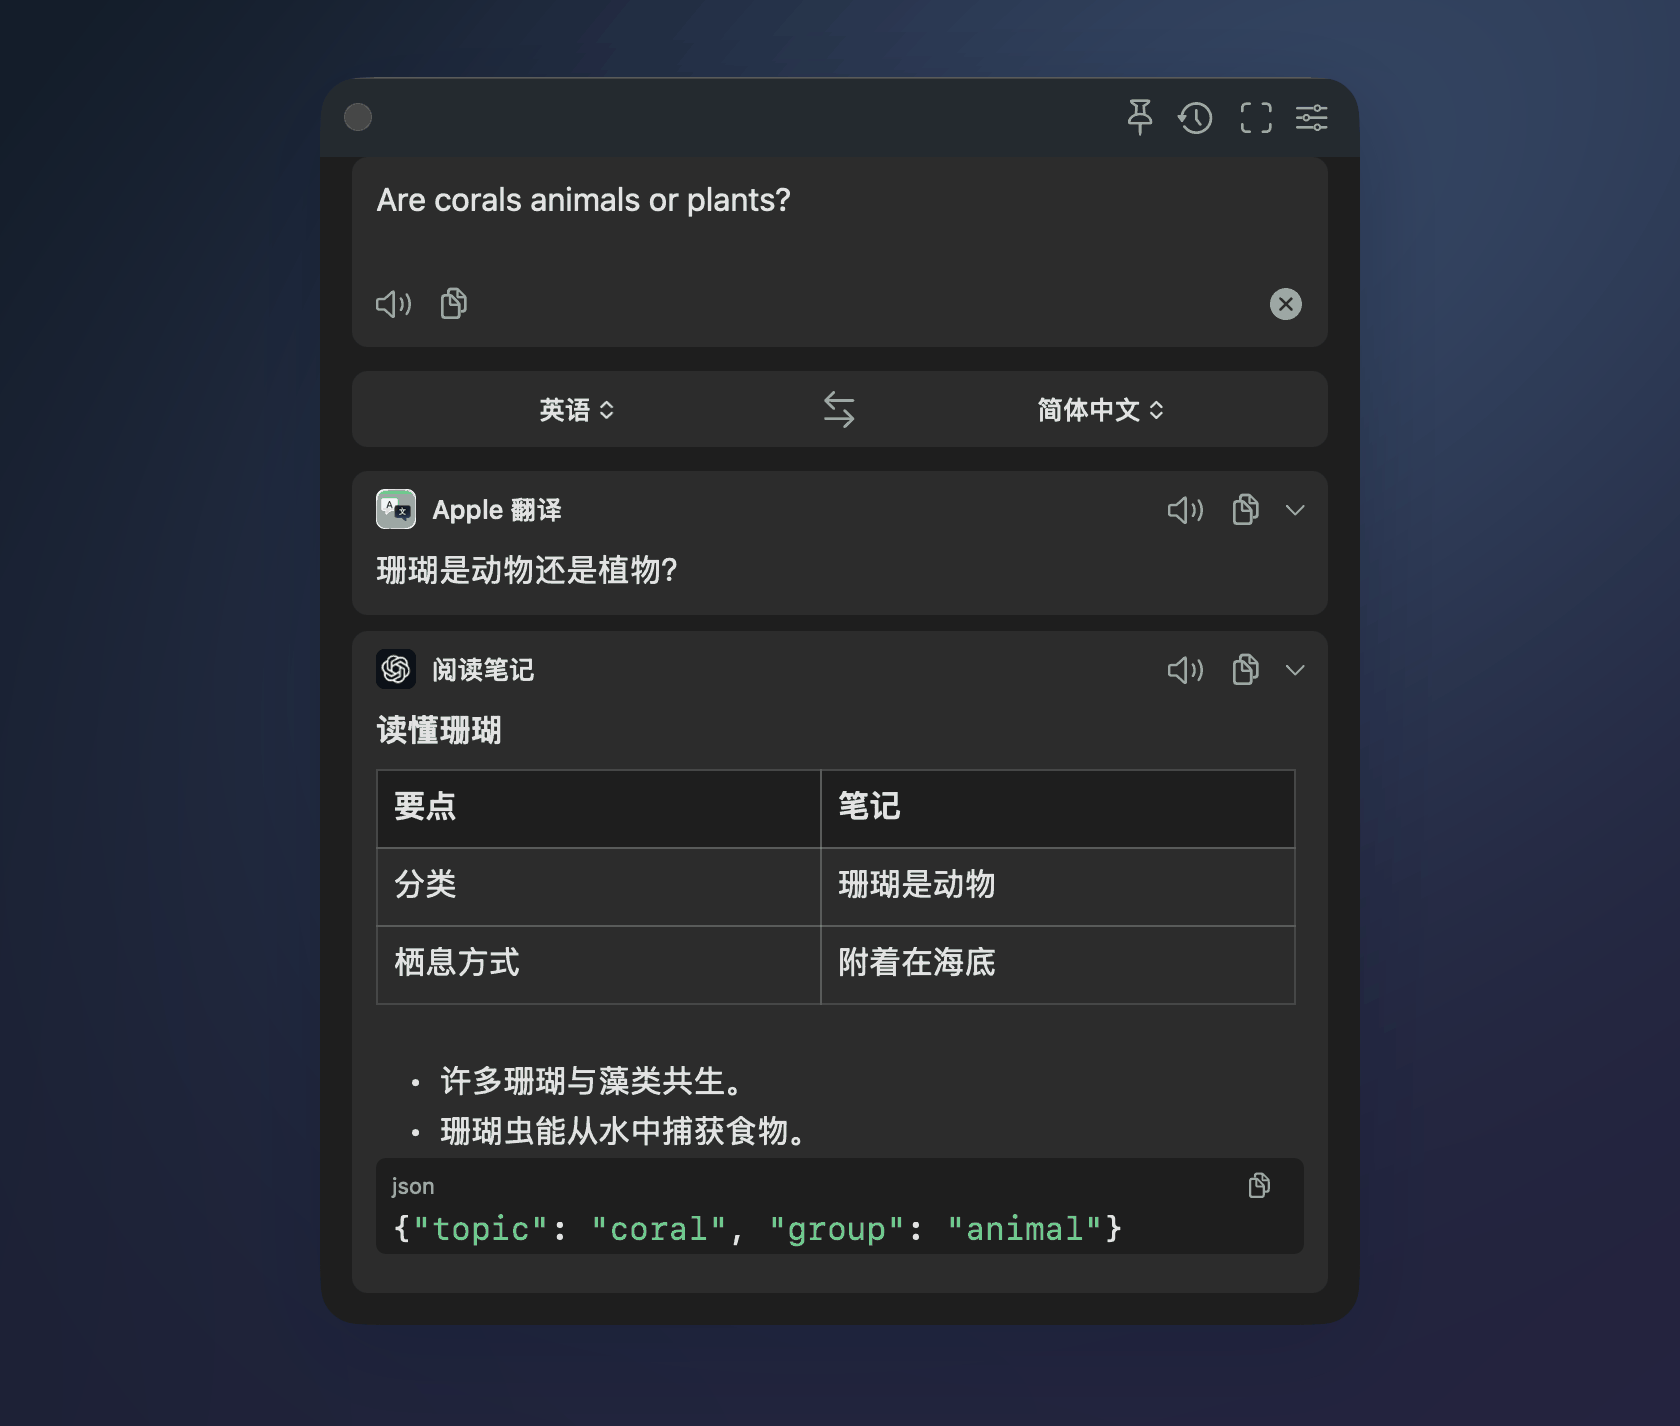 Are corals animals or plants?
英语
简体中文
Apple 翻译
珊瑚是动物还是植物?
阅读笔记
读懂珊瑚
要点 笔记
分类 珊瑚是动物
栖息方式 附着在海底
• 许多珊瑚与藻类共生。
• 珊瑚虫能从水中捕获食物。
json
{"topic": "coral", "group": "animal"}